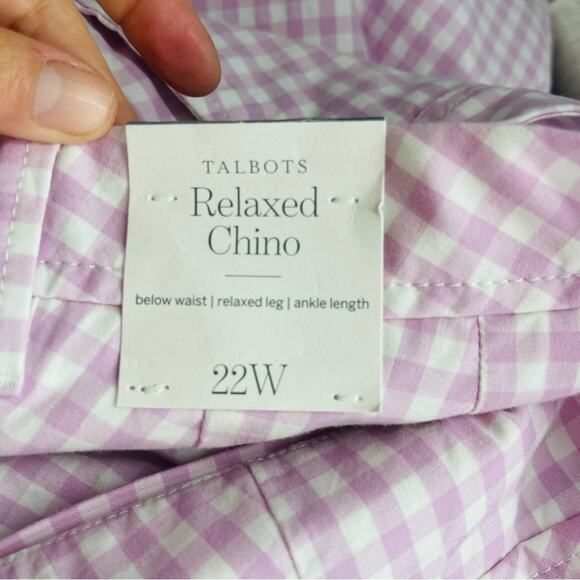 TALBOTS
Relaxed
Chino
below waist | relaxed leg | ankle length
22W